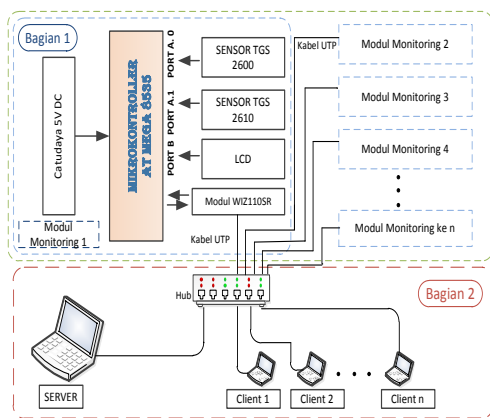 Bagian 1
Catudaya 5V DC
MIKROKONTROLLER
AT MEGA 8535
PORT A. 0
PORT A.1
PORT B
SENSOR TGS
2600
SENSOR TGS
2610
LCD
Modul WIZ110SR
Modul
Monitoring 1
Kabel UTP
Kabel UTP
Modul Monitoring 2
Modul Monitoring 3
Modul Monitoring 4
Modul Monitoring ke n
Bagian 2
Hub
SERVER
Client 1
Client 2
Client n